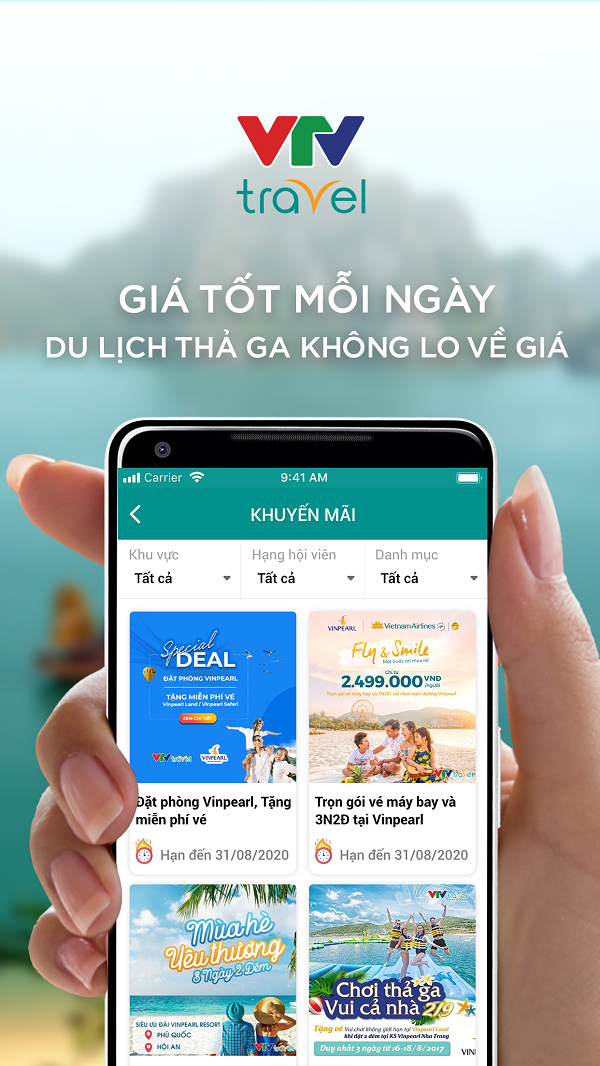 VTV
travel
GIÁ TỐT MỖI NGÀY
DU LỊCH THẢ GA KHÔNG LO VỀ GIÁ
Carrier
9:41 AM
KHUYẾN MÃI
Khu vực
Hạng hội viên
Danh mục
Tất cả
Tất cả
Tất cả
Special
DEAL
ĐẶT PHÒNG VINPEARL
TẶNG MIỄN PHÍ VÉ
Vinpearl Land / Vinpearl Safari
XEM CHI TIẾT
VTV travel
VINPEARL
VINPEARL
Vietnam Airlines
Fly & Smile
Một bước rớt mùa hè
Chỉ từ
2.499.000 VNĐ
/người
Trọn gói vé máy bay và 3N2Đ, vui chơi nghỉ dưỡng Vinpearl
VTV travel
Đặt phòng Vinpearl, Tặng
miễn phí vé
Hạn đến 31/08/2020
Trọn gói vé máy bay và
3N2Đ tại Vinpearl
Hạn đến 31/08/2020
Mùa hè
Yêu thương
3 Ngày 2 Đêm
SIÊU ƯU ĐÃI VINPEARL RESORT
PHÚ QUỐC
HỘI AN
VTV travel
VTV travel
Chơi thả ga
Vui cả nhà 2/9
Tặng vé Vui chơi không giới hạn tại Vinpearl Land
khi đặt 2 đêm tại KS Vinpearl Nha Trang
Duy nhất 3 ngày từ 16-18/8/2017